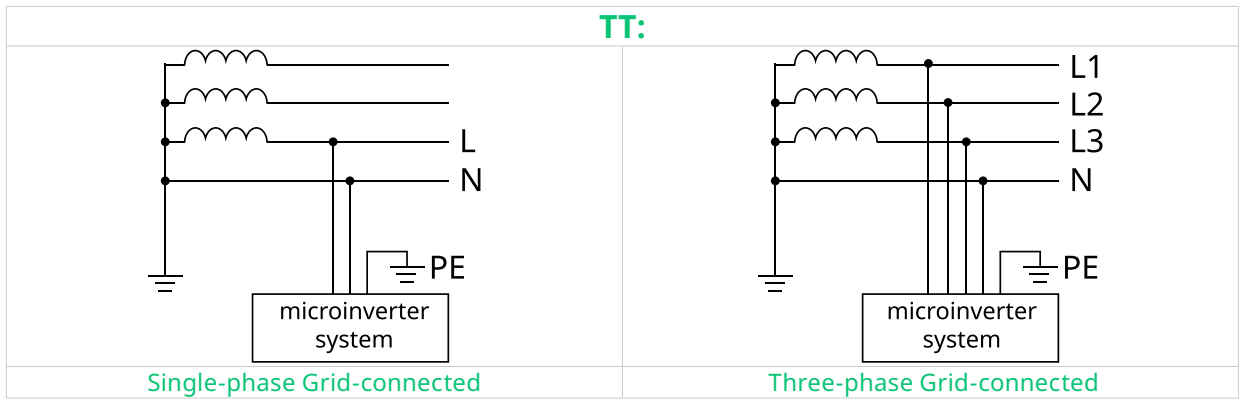 TT:
L
N
PE
microinverter
system
Single-phase Grid-connected
L1
L2
L3
N
PE
microinverter
system
Three-phase Grid-connected